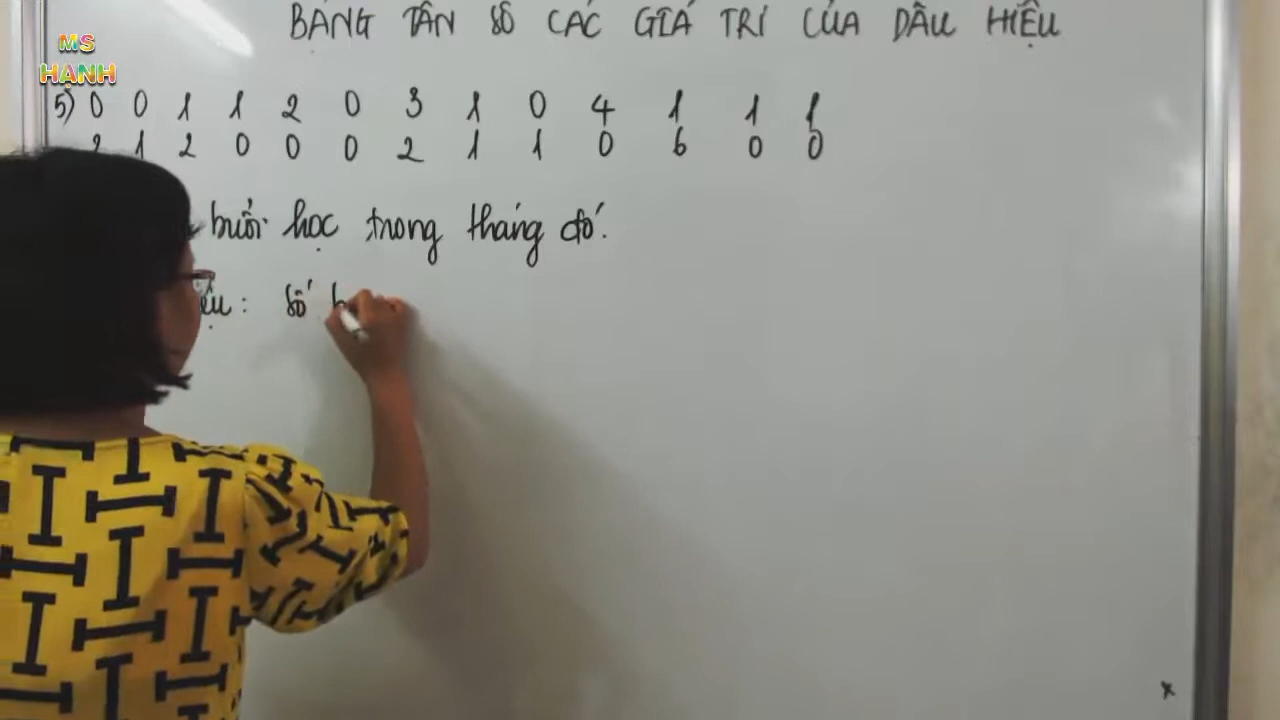 BẢNG TẦN SỐ CÁC GIÁ TRỊ CỦA DẤU HIỆU
MS
HẠNH
5) 0 0 1 1 2 0 3 1 0 4 1 1 1
2 1 2 0 0 0 2 1 1 0 6 0 0
buổi học trong tháng đó.
số